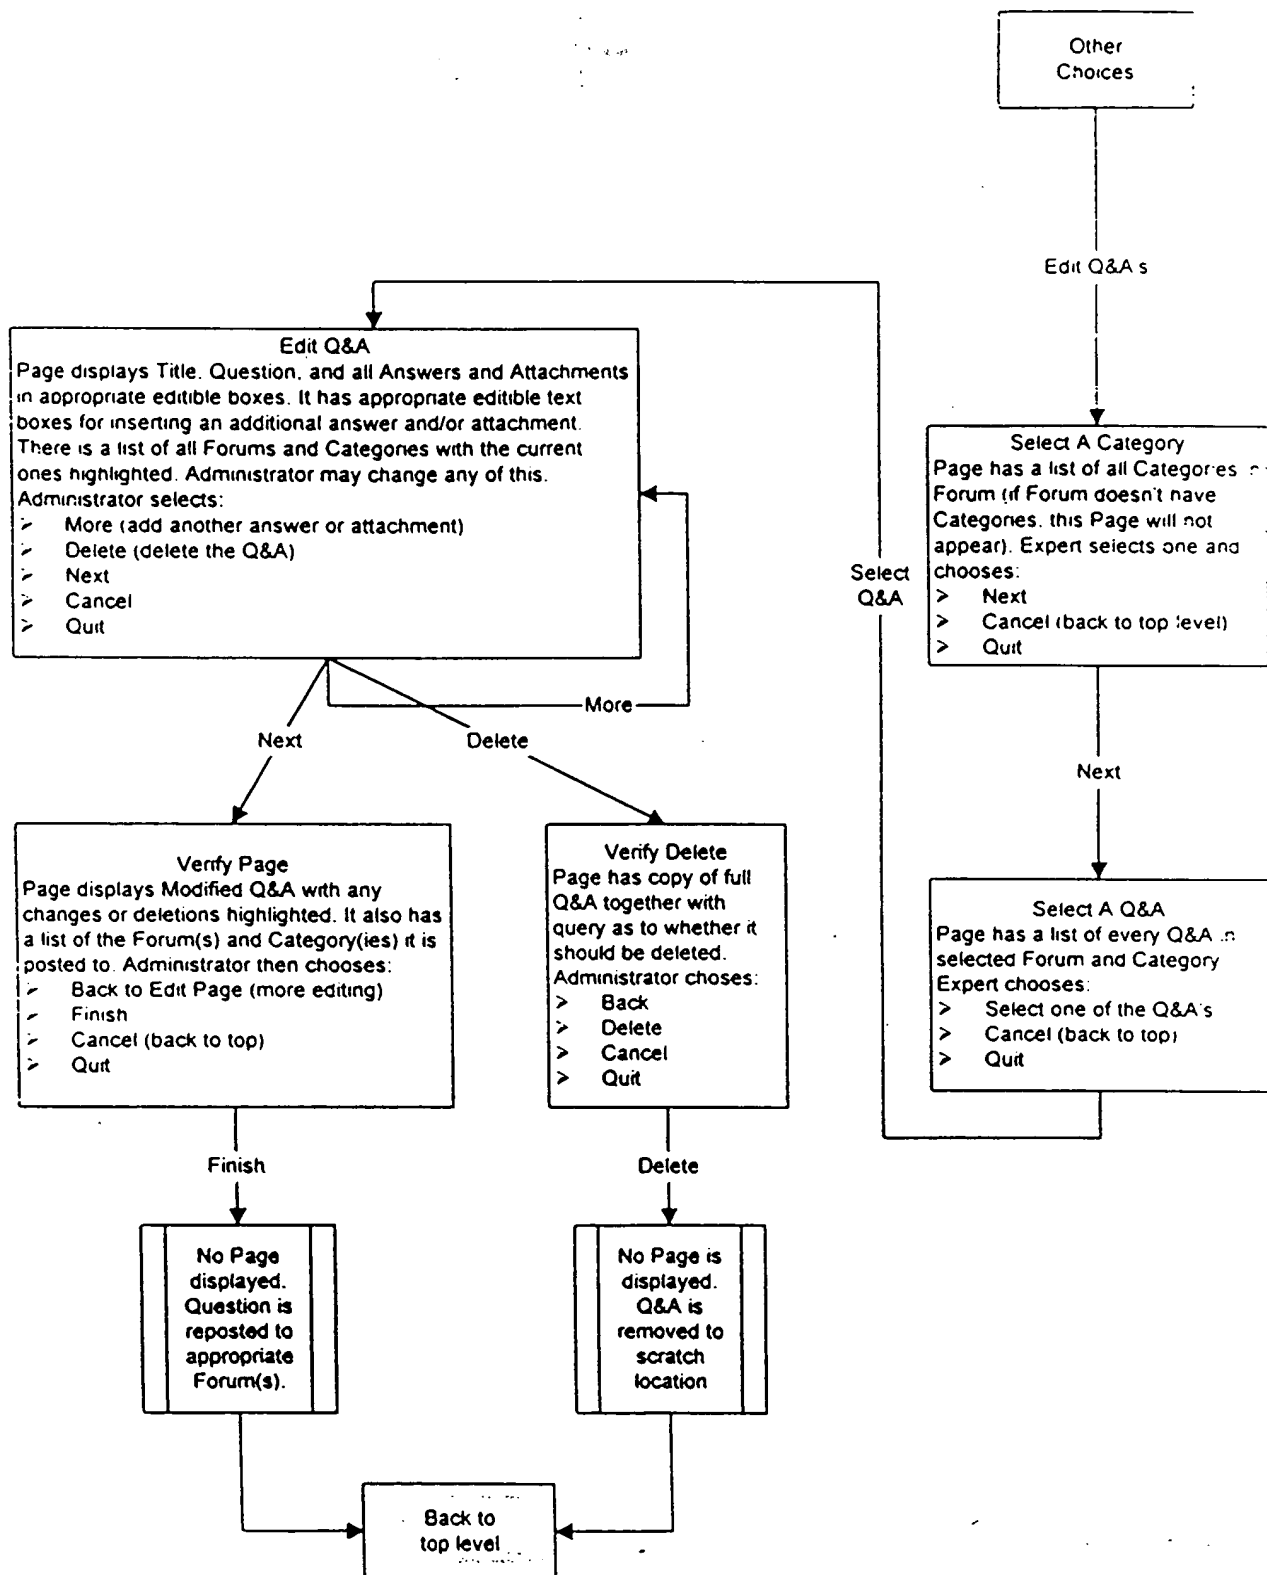 Other
Choices
Edit Q&A's
Edit Q&A
Page displays Title, Question, and all Answers and Attachments
in appropriate editible boxes. It has appropriate editible text
boxes for inserting an additional answer and/or attachment.
There is a list of all Forums and Categories with the current
ones highlighted. Administrator may change any of this.
Administrator selects:
➢ More (add another answer or attachment)
➢ Delete (delete the Q&A)
➢ Next
➢ Cancel
➢ Quit
Select A Category
Page has a list of all Categories
Forum (if Forum doesn't have
Categories, this Page will not
appear). Expert selects one and
chooses:
➢ Next
➢ Cancel (back to top level)
➢ Quit
Select
Q&A
More
Next
Delete
Next
Verify Page
Page displays Modified Q&A with any
changes or deletions highlighted. It also has
a list of the Forum(s) and Category(ies) it is
posted to. Administrator then chooses:
➢ Back to Edit Page (more editing)
➢ Finish
➢ Cancel (back to top)
➢ Quit
Verify Delete
Page has copy of full
Q&A together with
query as to whether it
should be deleted.
Administrator choses:
➢ Back
➢ Delete
➢ Cancel
➢ Quit
Select A Q&A
Page has a list of every Q&A in
selected Forum and Category
Expert chooses:
➢ Select one of the Q&A's
➢ Cancel (back to top)
➢ Quit
Finish
Delete
No Page
displayed.
Question is
reposted to
appropriate
Forum(s).
No Page is
displayed.
Q&A is
removed to
scratch
location
Back to
top level